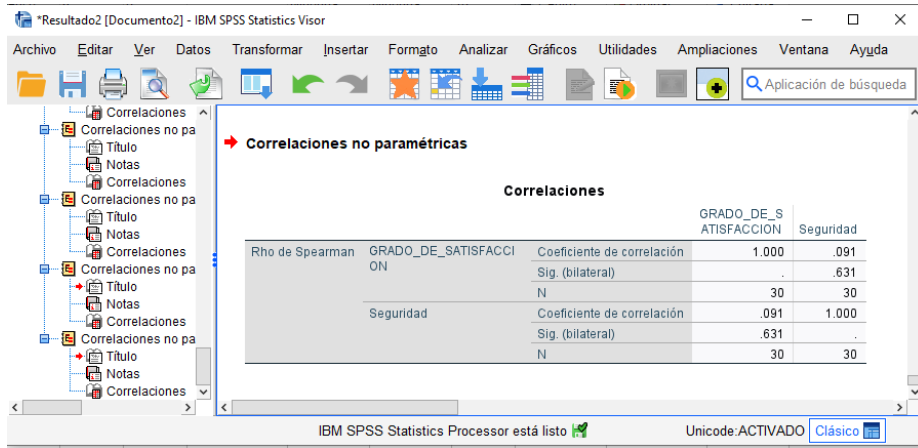 *Resultado2 [Documento2] - IBM SPSS Statistics Visor
Archivo Editar Ver Datos Transformar Insertar Formato Analizar Gráficos Utilidades Ampliaciones Ventana Ayuda
Aplicación de búsqueda
Correlaciones
Correlaciones no pa
Título
Notas
Correlaciones
Correlaciones no pa
Título
Notas
Correlaciones
Correlaciones no pa
Título
Notas
Correlaciones
Correlaciones no pa
Título
Notas
Correlaciones
Correlaciones no paramétricas
Correlaciones
GRADO_DE_S
ATISFACCION Seguridad
Rho de Spearman GRADO_DE_SATISFACCI
ON Coeficiente de correlación 1.000 .091
Sig. (bilateral) . .631
N 30 30
Seguridad Coeficiente de correlación .091 1.000
Sig. (bilateral) .631 .
N 30 30
IBM SPSS Statistics Processor está listo Unicode:ACTIVADO Clásico